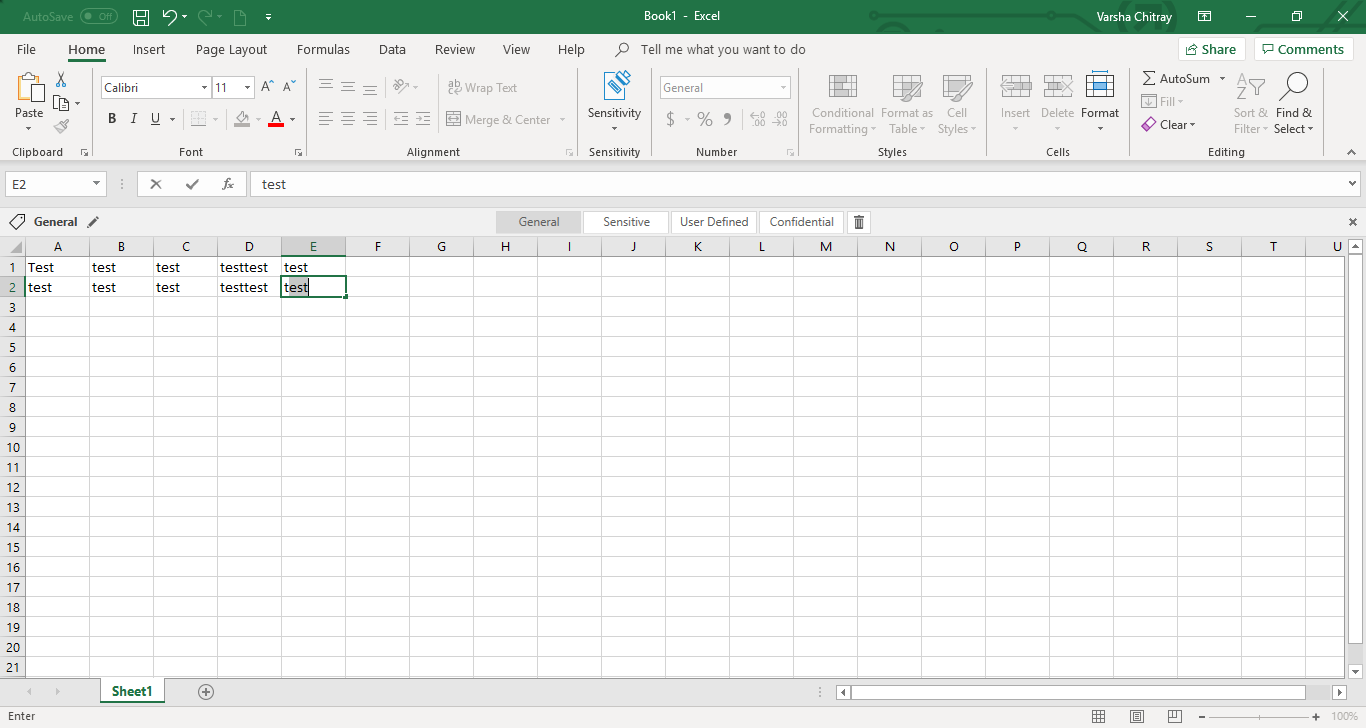 AutoSave Off Book1 - Excel Varsha Chitray
File Home Insert Page Layout Formulas Data Review View Help Tell me what you want to do Share Comments
Calibri 11 A A ab Wrap Text General Sensitivity Conditional Format as Cell Insert Delete Format AutoSum Sort & Find &
Paste B I U A Merge & Center $ % Formatting Table Styles Fill Filter Select
Clear
Clipboard Font Alignment Sensitivity Number Styles Cells Editing
E2 fx test
General General Sensitive User Defined Confidential
A B C D E F G H I J K L M N O P Q R S T U
1 Test test test testtest test
2 test test test testtest test
3
4
5
6
7
8
9
10
11
12
13
14
15
16
17
18
19
20
21
Sheet1
Enter 100%